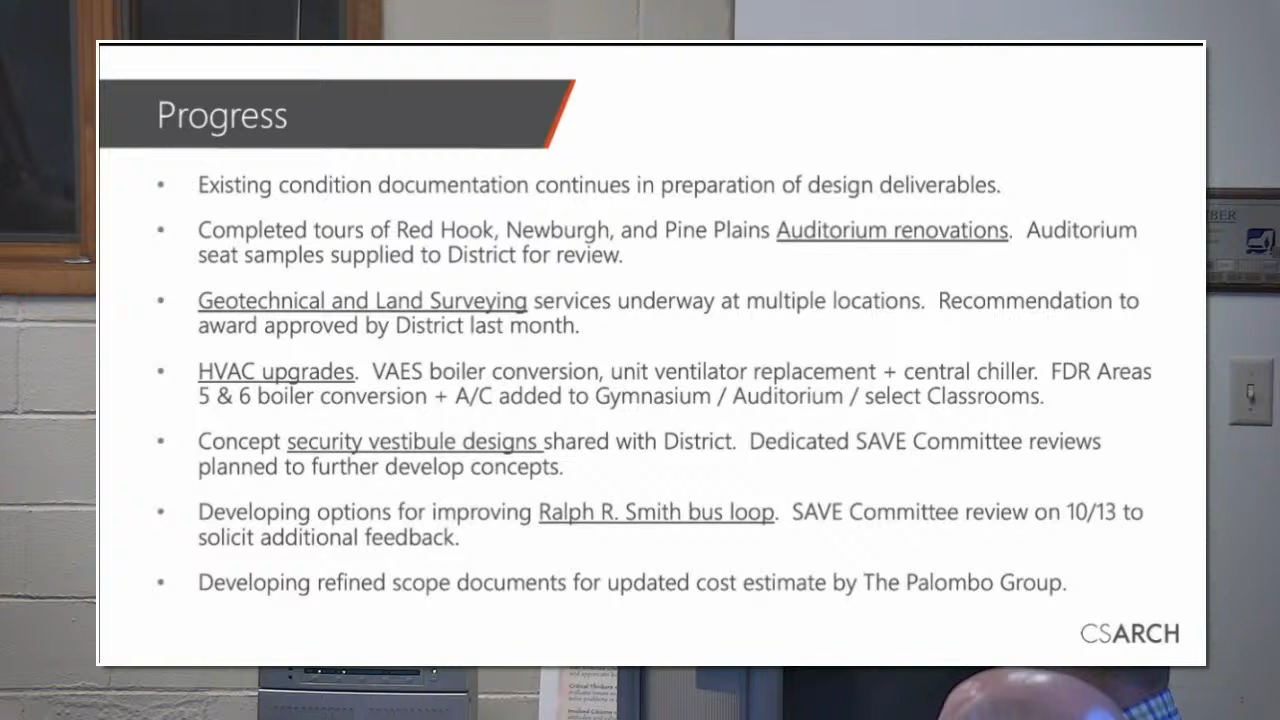 Progress
• Existing condition documentation continues in preparation of design deliverables.
• Completed tours of Red Hook, Newburgh, and Pine Plains Auditorium renovations. Auditorium
seat samples supplied to District for review.
• Geotechnical and Land Surveying services underway at multiple locations. Recommendation to
award approved by District last month.
• HVAC upgrades. VAES boiler conversion, unit ventilator replacement + central chiller. FDR Areas
5 & 6 boiler conversion + A/C added to Gymnasium / Auditorium / select Classrooms.
• Concept security vestibule designs shared with District. Dedicated SAVE Committee reviews
planned to further develop concepts.
• Developing options for improving Ralph R. Smith bus loop. SAVE Committee review on 10/13 to
solicit additional feedback.
• Developing refined scope documents for updated cost estimate by The Palombo Group.
CSARCH